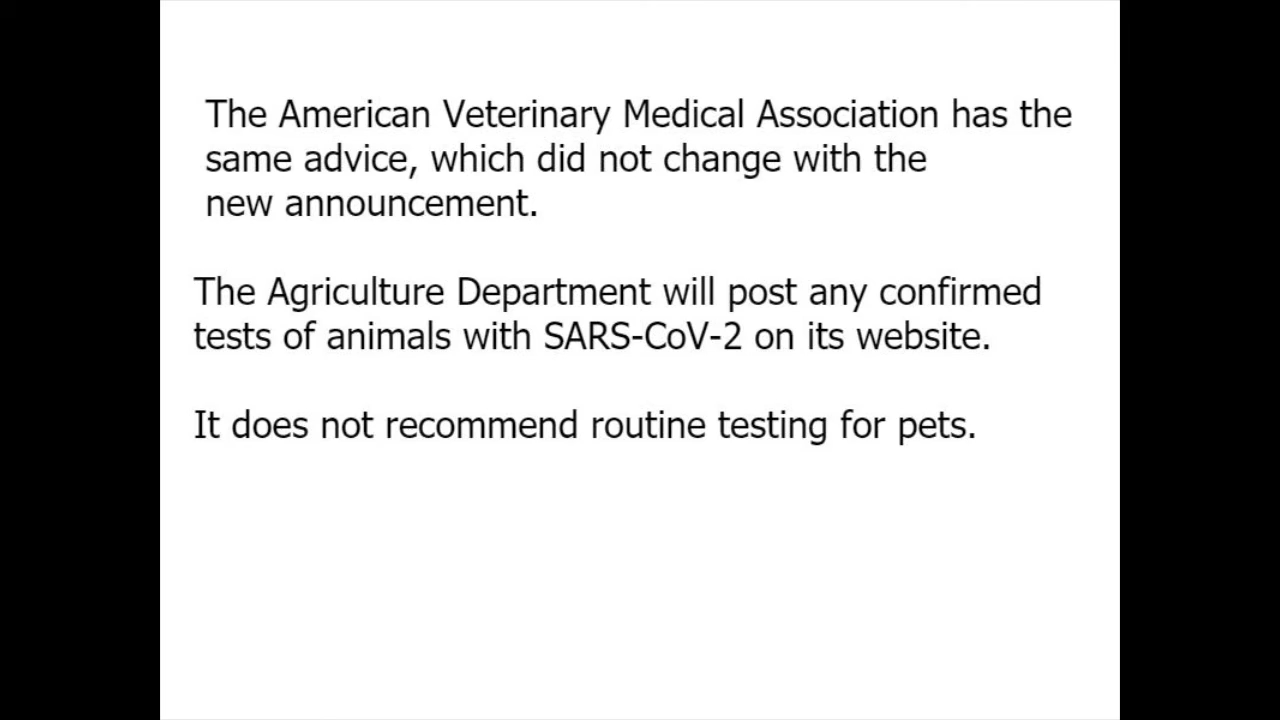 The American Veterinary Medical Association has the
same advice, which did not change with the
new announcement.
The Agriculture Department will post any confirmed
tests of animals with SARS-CoV-2 on its website.
It does not recommend routine testing for pets.